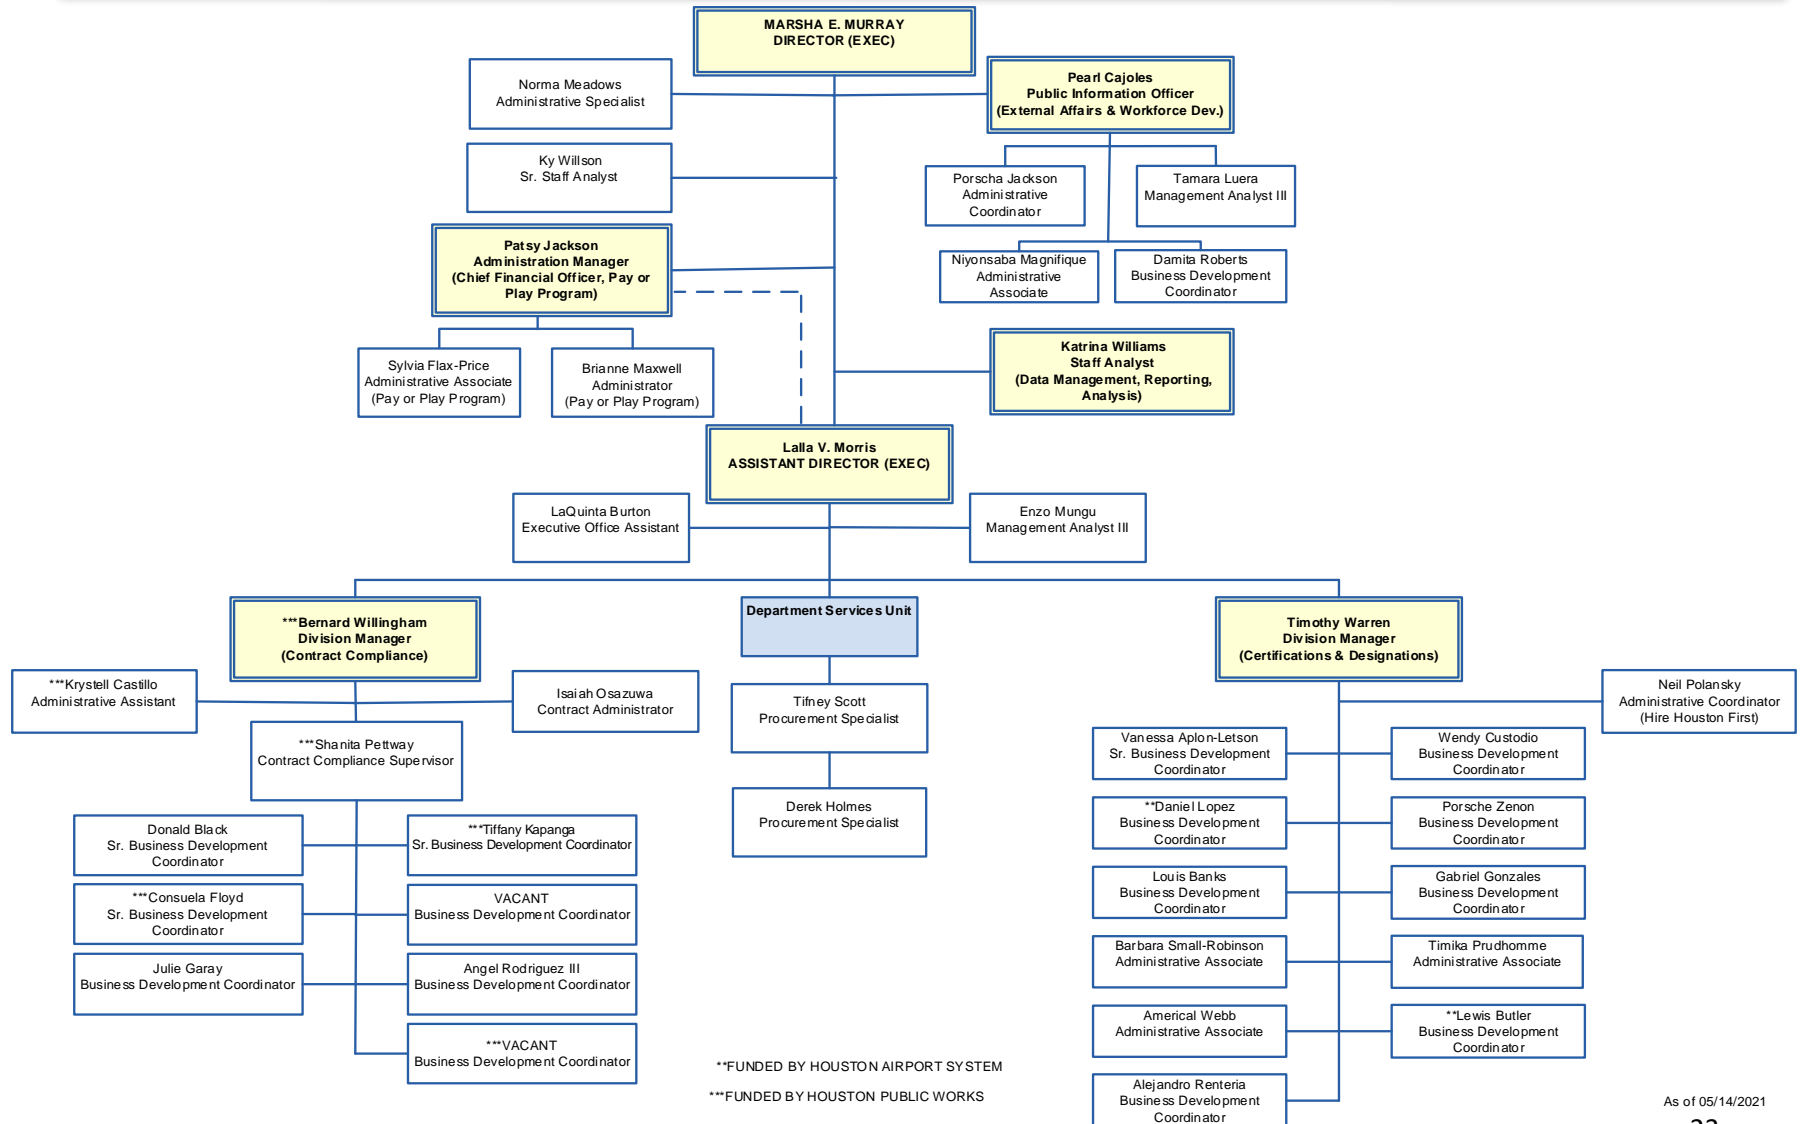 MARSHA E. MURRAY
DIRECTOR (EXEC)
Norma Meadows
Administrative Specialist
Pearl Cajoles
Public Information Officer
(External Affairs & Workforce Dev.)
Ky Willson
Sr. Staff Analyst
Porscha Jackson
Administrative
Coordinator
Tamara Luera
Management Analyst III
Patsy Jackson
Administration Manager
(Chief Financial Officer, Pay or
Play Program)
Niyonsaba Magnifique
Administrative
Associate
Damita Roberts
Business Development
Coordinator
Sylvia Flax-Price
Administrative Associate
(Pay or Play Program)
Brianne Maxwell
Administrator
(Pay or Play Program)
Katrina Williams
Staff Analyst
(Data Management, Reporting,
Analysis)
Lalla V. Morris
ASSISTANT DIRECTOR (EXEC)
LaQuinta Burton
Executive Office Assistant
Enzo Mungu
Management Analyst III
***Bernard Willingham
Division Manager
(Contract Compliance)
Department Services Unit
Timothy Warren
Division Manager
(Certifications & Designations)
***Krystell Castillo
Administrative Assistant
Isaiah Osazuwa
Contract Administrator
Tifney Scott
Procurement Specialist
Neil Polansky
Administrative Coordinator
(Hire Houston First)
***Shanita Pettway
Contract Compliance Supervisor
Derek Holmes
Procurement Specialist
Vanessa Aplon-Letson
Sr. Business Development
Coordinator
Wendy Custodio
Business Development
Coordinator
Donald Black
Sr. Business Development
Coordinator
***Tiffany Kapanga
Sr. Business Development Coordinator
**Daniel Lopez
Business Development
Coordinator
Porsche Zenon
Business Development
Coordinator
***Consuela Floyd
Sr. Business Development
Coordinator
VACANT
Business Development Coordinator
Louis Banks
Business Development
Coordinator
Gabriel Gonzales
Business Development
Coordinator
Julie Garay
Business Development Coordinator
Angel Rodriguez III
Business Development Coordinator
Barbara Small-Robinson
Administrative Associate
Timika Prudhomme
Administrative Associate
***VACANT
Business Development Coordinator
Americal Webb
Administrative Associate
**Lewis Butler
Business Development
Coordinator
Alejandro Renteria
Business Development
Coordinator
**FUNDED BY HOUSTON AIRPORT SYSTEM
***FUNDED BY HOUSTON PUBLIC WORKS
As of 05/14/2021